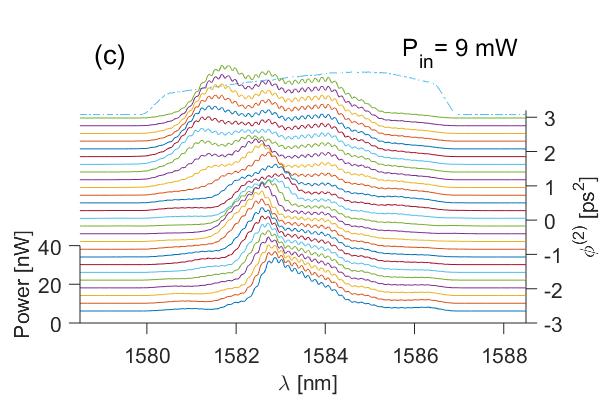 (c)
P_in = 9 mW
3
2
1
0
-1
-2
-3
ϕ^(2) [ps^2]
40
20
0
Power [nW]
1580 1582 1584 1586 1588
λ [nm]